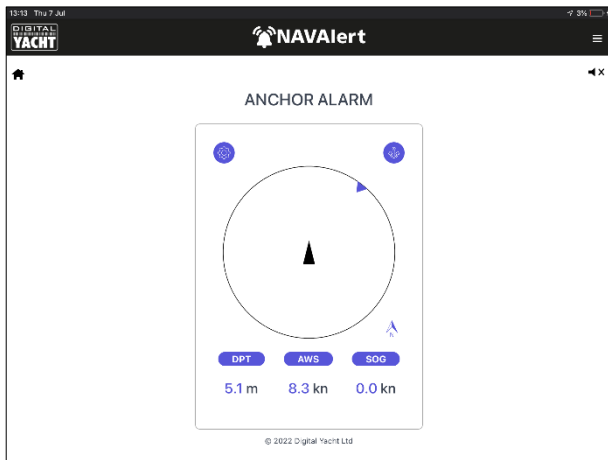 13:13 Thu 7 Jul 3%
DIGITAL
YACHT
NAVAlert
ANCHOR ALARM
N
DPT AWS SOG
5.1 m 8.3 kn 0.0 kn
© 2022 Digital Yacht Ltd